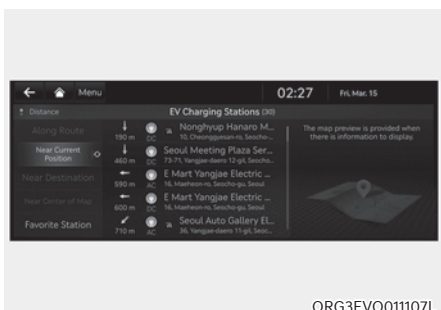 Menu
02:27
Fri, Mar. 15
Distance
EV Charging Stations (30)
Along Route
Near Current
Position
Near Destination
Near Center of Map
Favorite Station
190 m
DC
Nonghyup Hanaro M...
10, Cheonggyesan-ro, Seocho-...
460 m
DC
Seoul Meeting Plaza Ser...
73-71, Yangjae-daero 12-gil, Seocho...
590 m
AC
E Mart Yangjae Electric ...
16, Maeheon-ro, Seocho-gu, Seoul
600 m
DC
E Mart Yangjae Electric ...
16, Maeheon-ro, Seocho-gu, Seoul
710 m
AC
Seoul Auto Gallery EL...
36, Yangjae-daero 11-gil, Seoc...
The map preview is provided when
there is information to display.
ORG3EVQ011107L